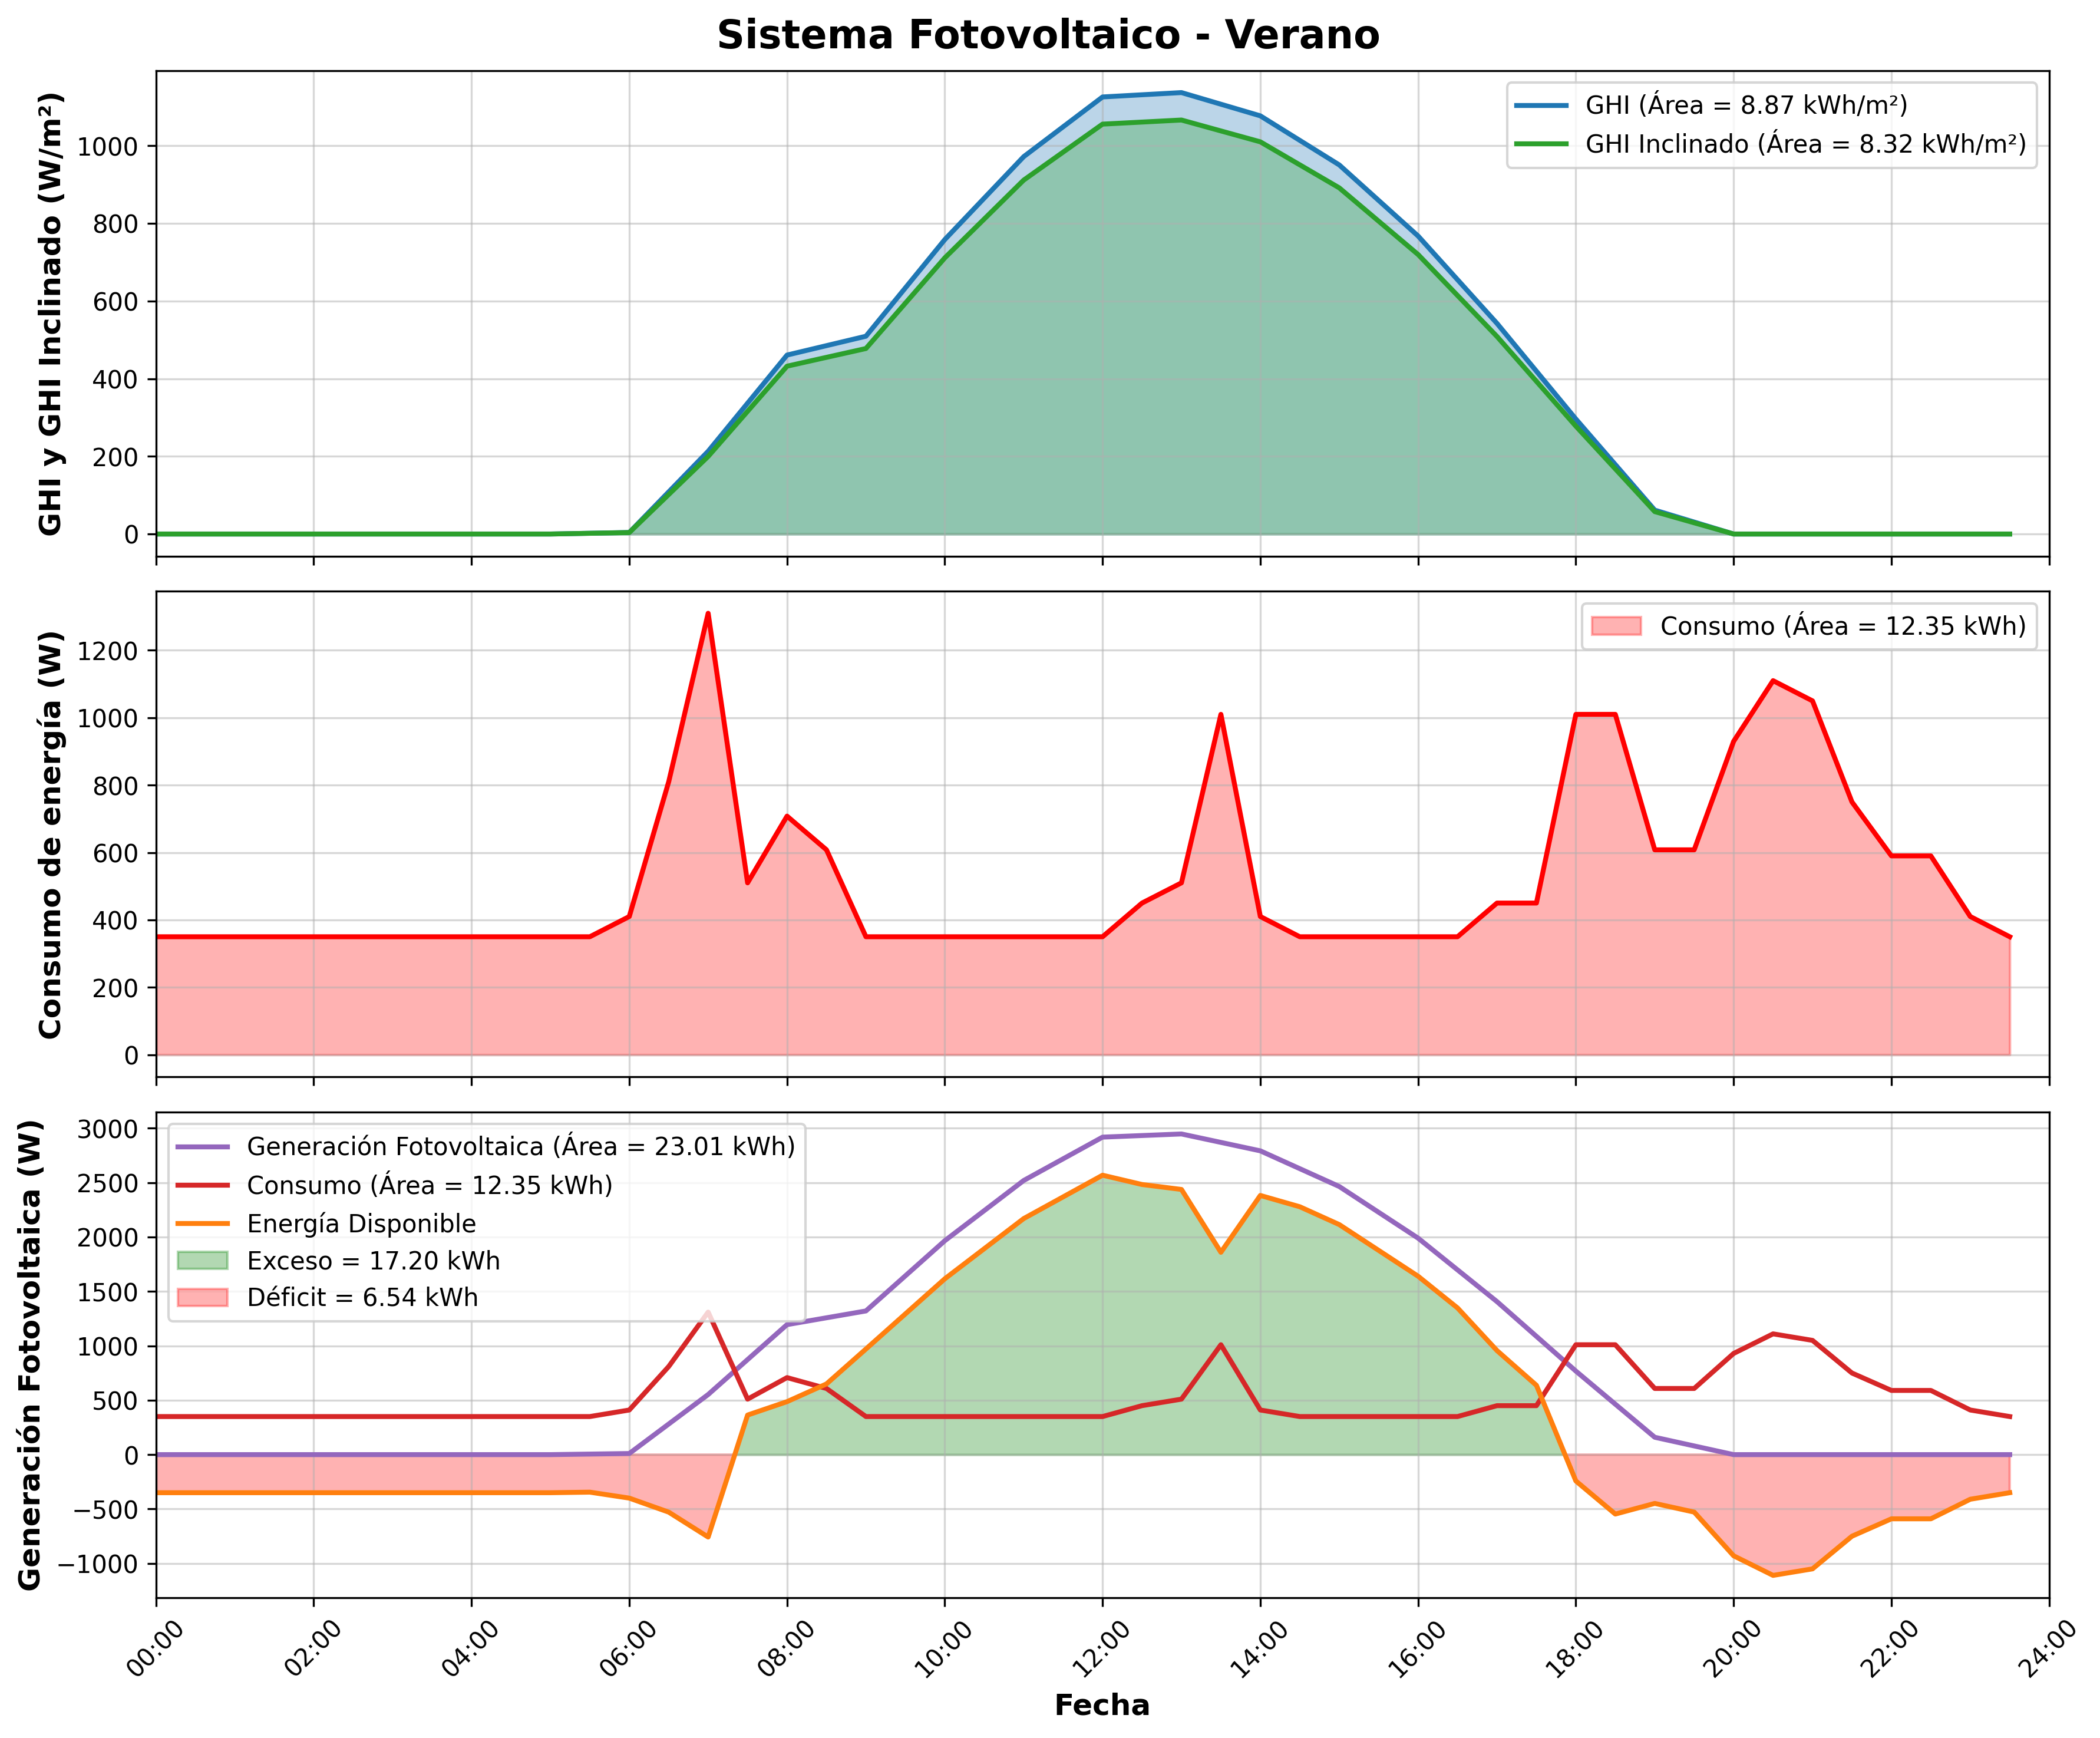 Sistema Fotovoltaico - Verano
GHI y GHI Inclinado (W/m²)
1000
800
600
400
200
0
GHI (Área = 8.87 kWh/m²)
GHI Inclinado (Área = 8.32 kWh/m²)
Consumo de energía (W)
1200
1000
800
600
400
200
0
Consumo (Área = 12.35 kWh)
Generación Fotovoltaica (W)
3000
2500
2000
1500
1000
500
0
−500
−1000
Generación Fotovoltaica (Área = 23.01 kWh)
Consumo (Área = 12.35 kWh)
Energía Disponible
Exceso = 17.20 kWh
Déficit = 6.54 kWh
00:00
02:00
04:00
06:00
08:00
10:00
12:00
14:00
16:00
18:00
20:00
22:00
24:00
Fecha